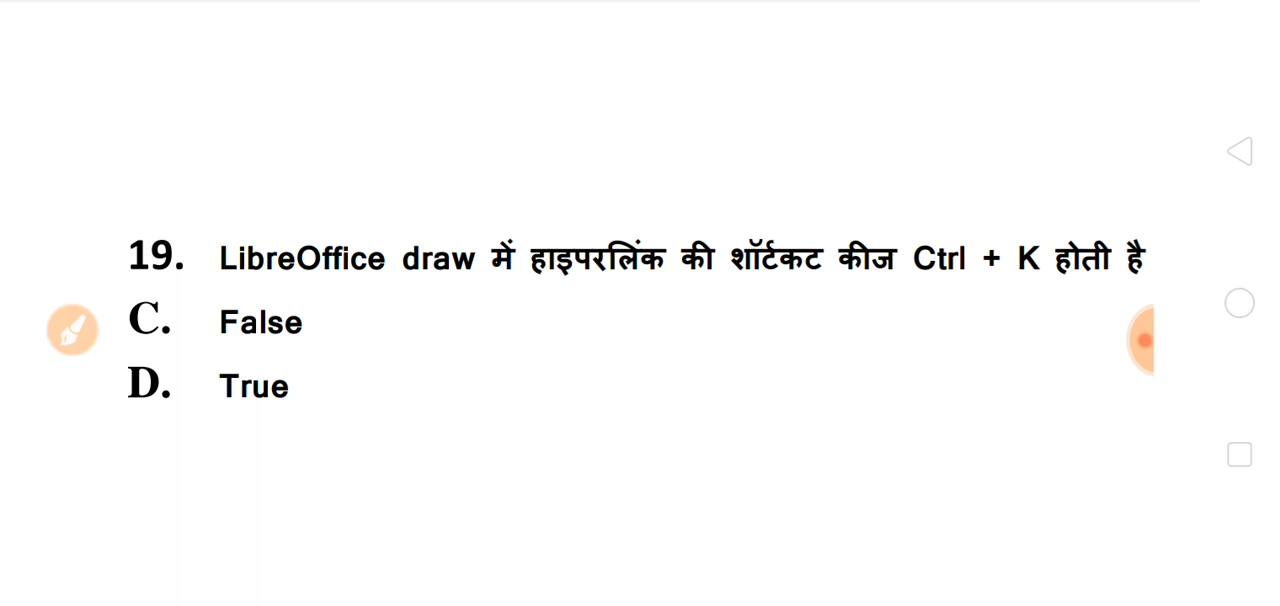 19. LibreOffice draw में हाइपरलिंक की शॉर्टकट कीज Ctrl + K होती है
C. False
D. True